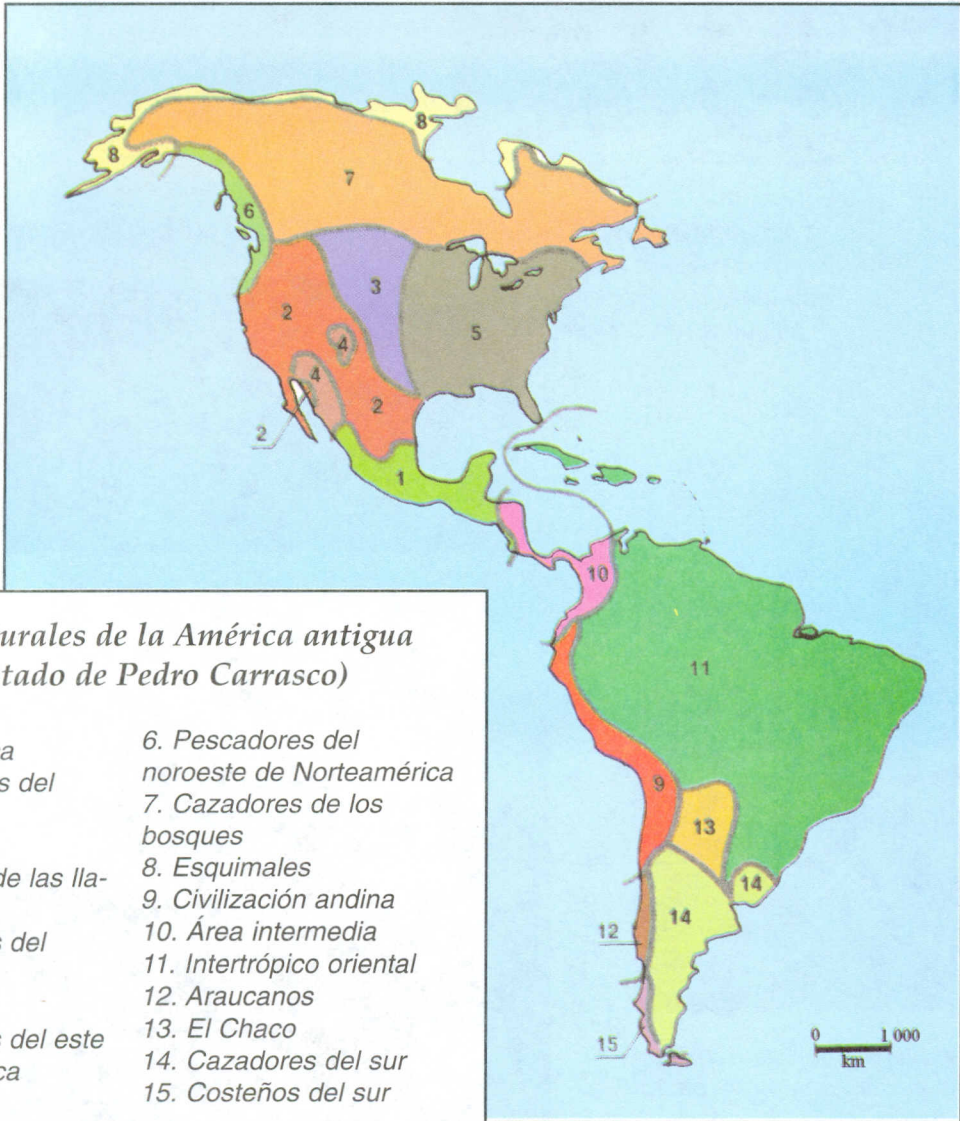 8
8
7
6
3
2
5
4
4
2
2
1
10
11
9
13
14
14
12
15
0 1 000
km
urales de la América antigua
tado de Pedro Carrasco)
a
s del
de las lla-
s del
s del este
ca
6. Pescadores del
noroeste de Norteamérica
7. Cazadores de los
bosques
8. Esquimales
9. Civilización andina
10. Área intermedia
11. Intertrópico oriental
12. Araucanos
13. El Chaco
14. Cazadores del sur
15. Costeños del sur